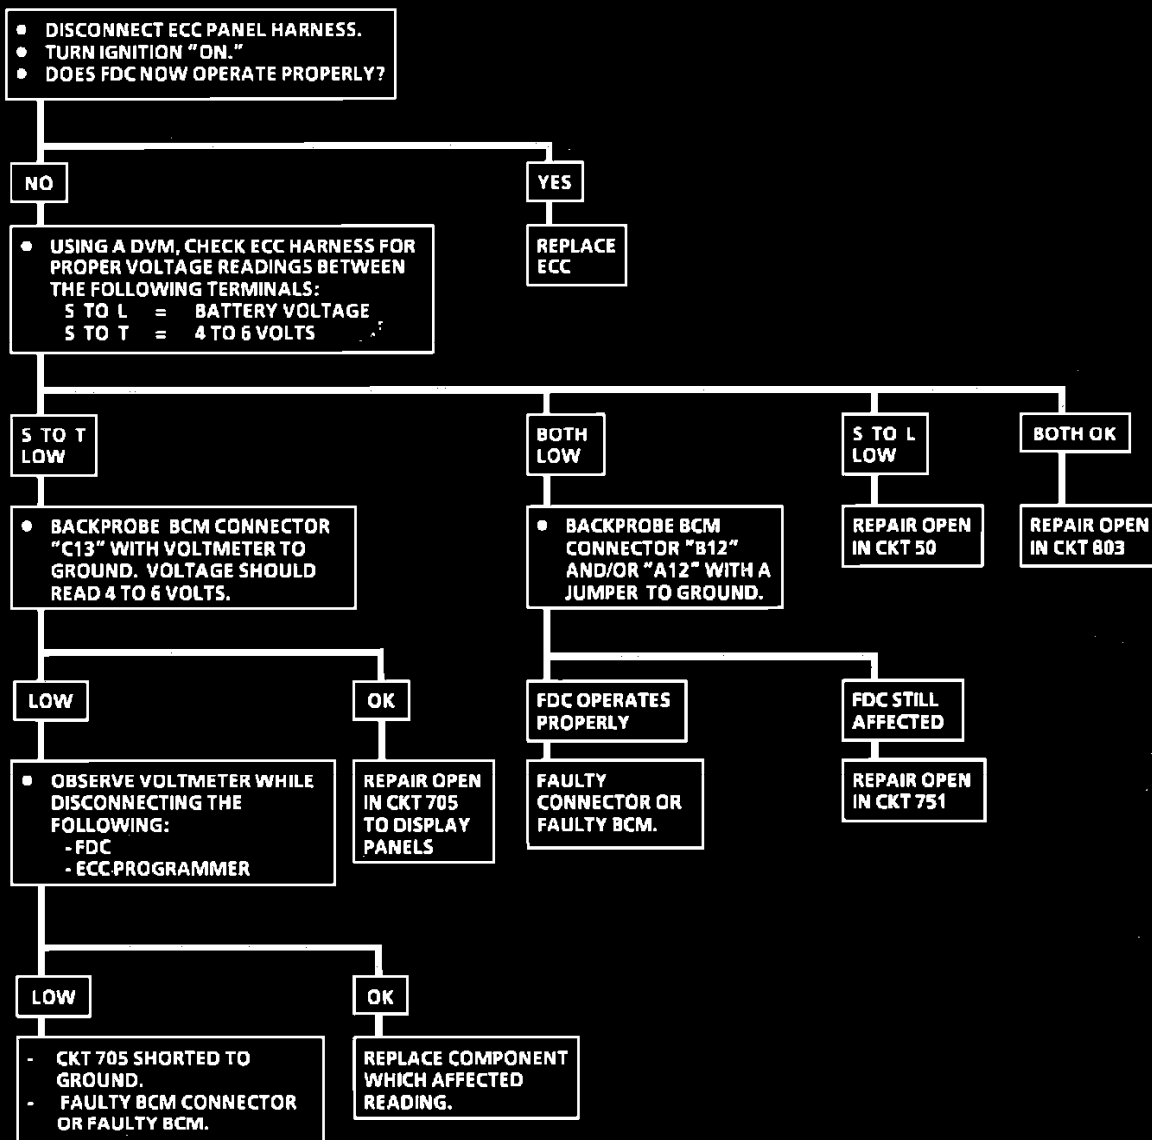 • DISCONNECT ECC PANEL HARNESS.
• TURN IGNITION "ON."
• DOES FDC NOW OPERATE PROPERLY?
NO
YES
• USING A DVM, CHECK ECC HARNESS FOR
PROPER VOLTAGE READINGS BETWEEN
THE FOLLOWING TERMINALS:
S TO L = BATTERY VOLTAGE
S TO T = 4 TO 6 VOLTS
REPLACE
ECC
S TO T
LOW
BOTH
LOW
S TO L
LOW
BOTH OK
• BACKPROBE BCM CONNECTOR
"C13" WITH VOLTMETER TO
GROUND. VOLTAGE SHOULD
READ 4 TO 6 VOLTS.
• BACKPROBE BCM
CONNECTOR "B12"
AND/OR "A12" WITH A
JUMPER TO GROUND.
REPAIR OPEN
IN CKT 50
REPAIR OPEN
IN CKT 803
LOW
OK
FDC OPERATES
PROPERLY
FDC STILL
AFFECTED
• OBSERVE VOLTMETER WHILE
DISCONNECTING THE
FOLLOWING:
- FDC
- ECC PROGRAMMER
REPAIR OPEN
IN CKT 705
TO DISPLAY
PANELS
FAULTY
CONNECTOR OR
FAULTY BCM.
REPAIR OPEN
IN CKT 751
LOW
OK
- CKT 705 SHORTED TO
GROUND.
- FAULTY BCM CONNECTOR
OR FAULTY BCM.
REPLACE COMPONENT
WHICH AFFECTED
READING.